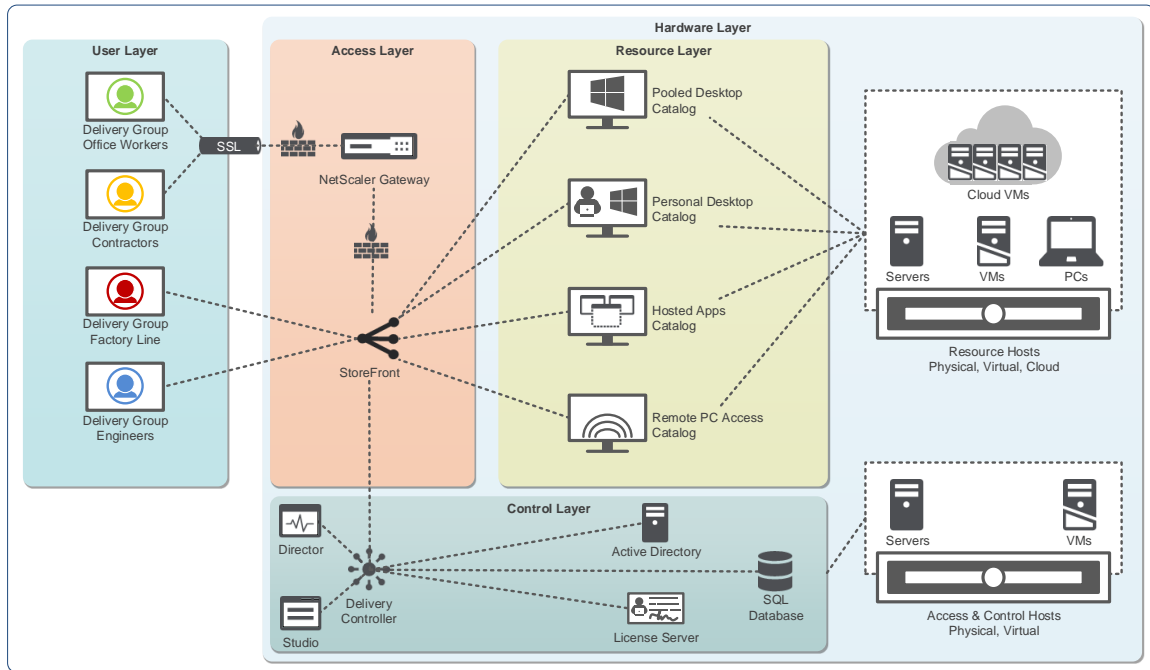 Hardware Layer
User Layer
Access Layer
Resource Layer
Delivery Group
Office Workers
SSL
Delivery Group
Contractors
Delivery Group
Factory Line
Delivery Group
Engineers
NetScaler Gateway
StoreFront
Pooled Desktop
Catalog
Personal Desktop
Catalog
Hosted Apps
Catalog
Remote PC Access
Catalog
Cloud VMs
Servers
VMs
PCs
Resource Hosts
Physical, Virtual, Cloud
Control Layer
Director
Studio
Delivery
Controller
Active Directory
License Server
SQL
Database
Servers
VMs
Access & Control Hosts
Physical, Virtual